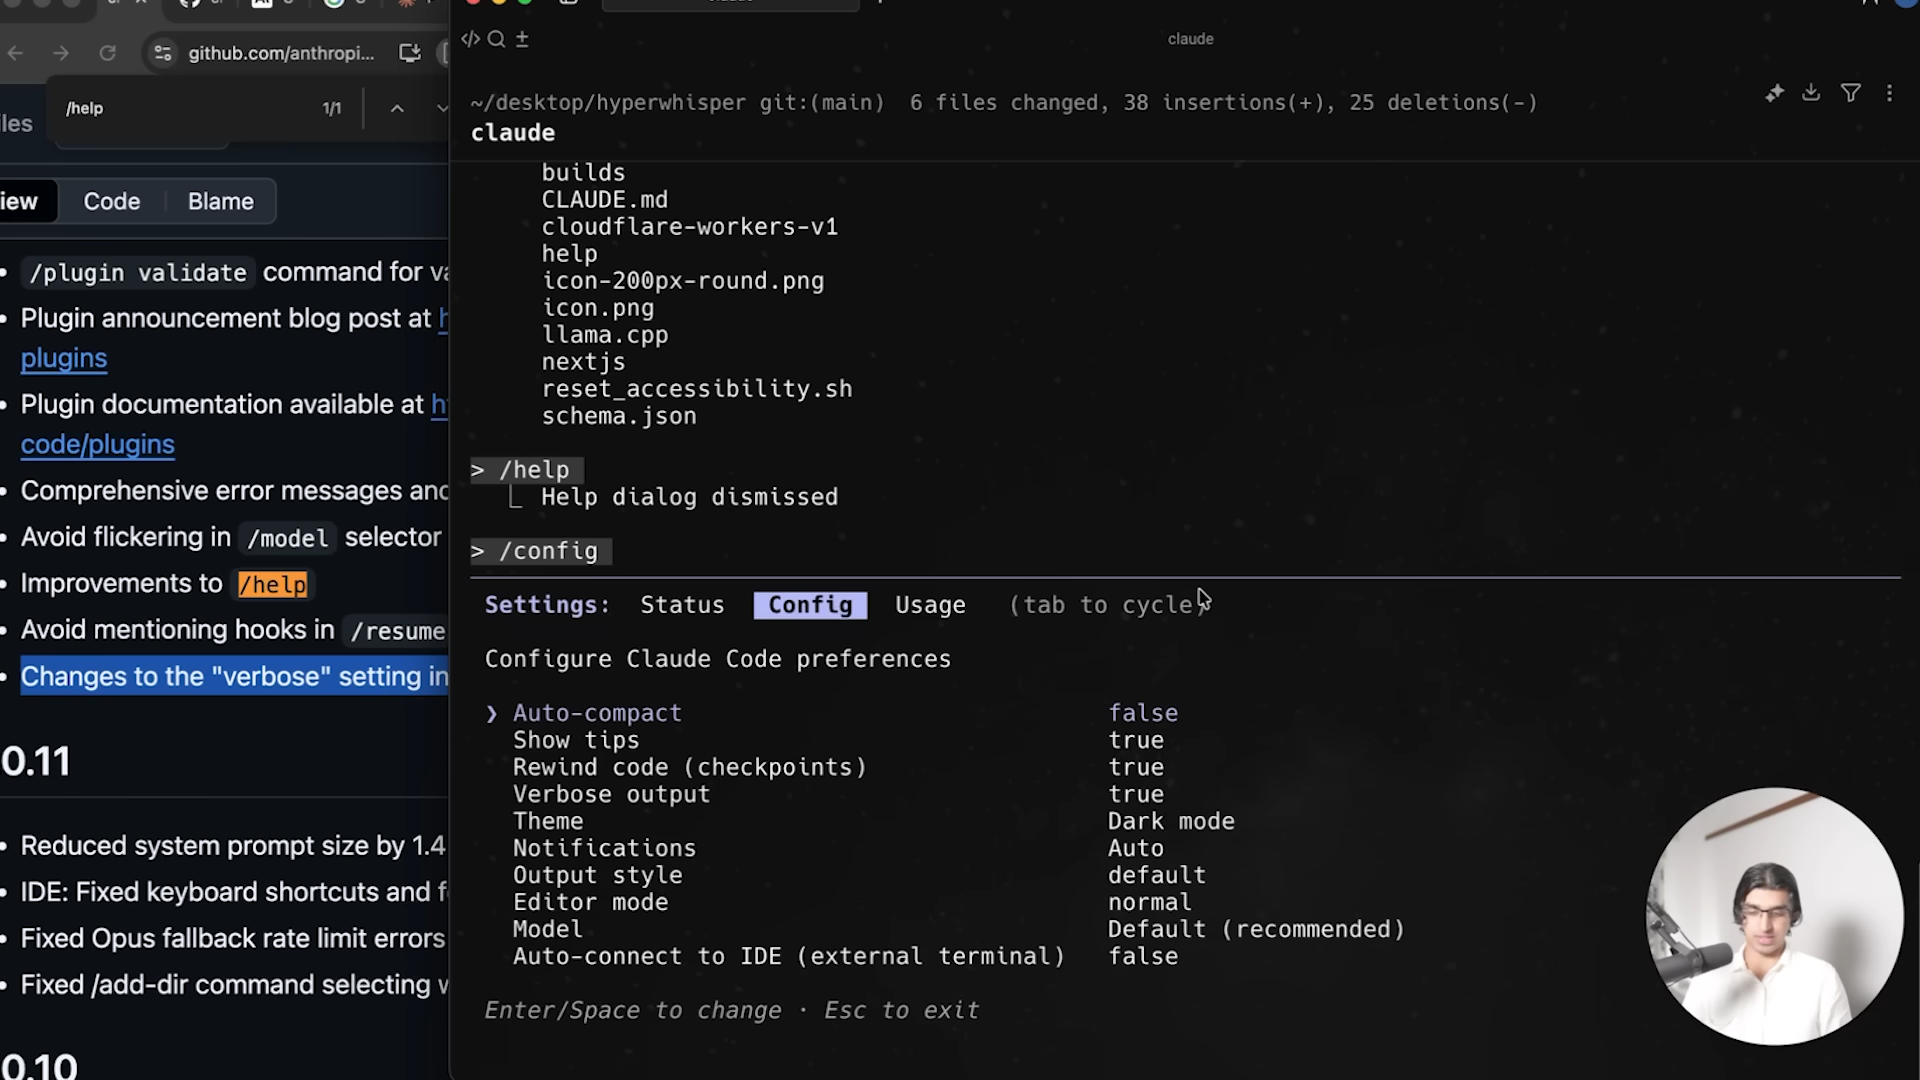 github.com/anthropi...
/help
1/1
iles
iew
Code
Blame
/plugin validate command for va
Plugin announcement blog post at h
plugins
Plugin documentation available at ht
code/plugins
Comprehensive error messages and
Avoid flickering in /model selector
Improvements to /help
Avoid mentioning hooks in /resume
Changes to the "verbose" setting in
0.11
Reduced system prompt size by 1.4
IDE: Fixed keyboard shortcuts and f
Fixed Opus fallback rate limit errors
Fixed /add-dir command selecting w
0.10
claude
~/desktop/hyperwhisper git:(main) 6 files changed, 38 insertions(+), 25 deletions(-)
claude
builds
CLAUDE.md
cloudflare-workers-v1
help
icon-200px-round.png
icon.png
llama.cpp
nextjs
reset_accessibility.sh
schema.json
> /help
Help dialog dismissed
> /config
Settings: Status Config Usage (tab to cycle)
Configure Claude Code preferences
❯ Auto-compact false
Show tips true
Rewind code (checkpoints) true
Verbose output true
Theme Dark mode
Notifications Auto
Output style default
Editor mode normal
Model Default (recommended)
Auto-connect to IDE (external terminal) false
Enter/Space to change · Esc to exit